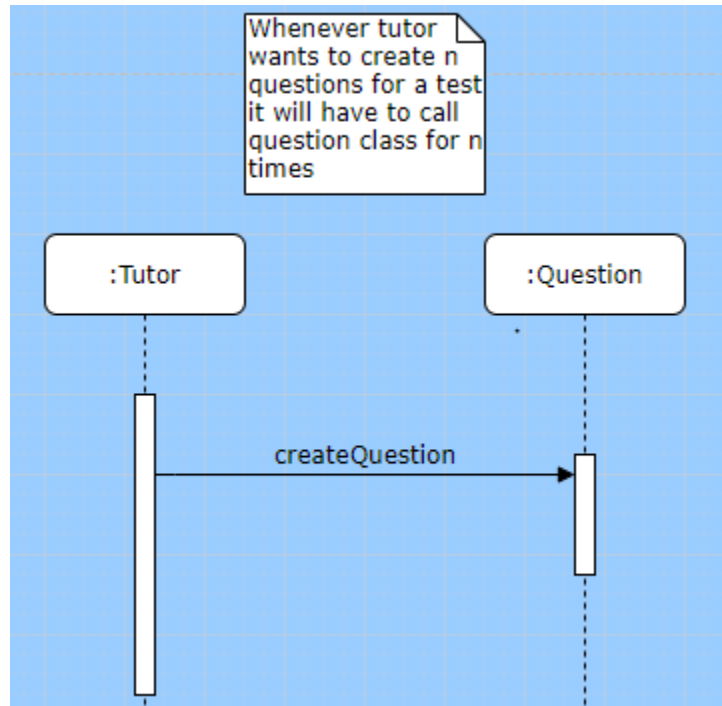 Whenever tutor
wants to create n
questions for a test
it will have to call
question class for n
times
:Tutor
:Question
createQuestion